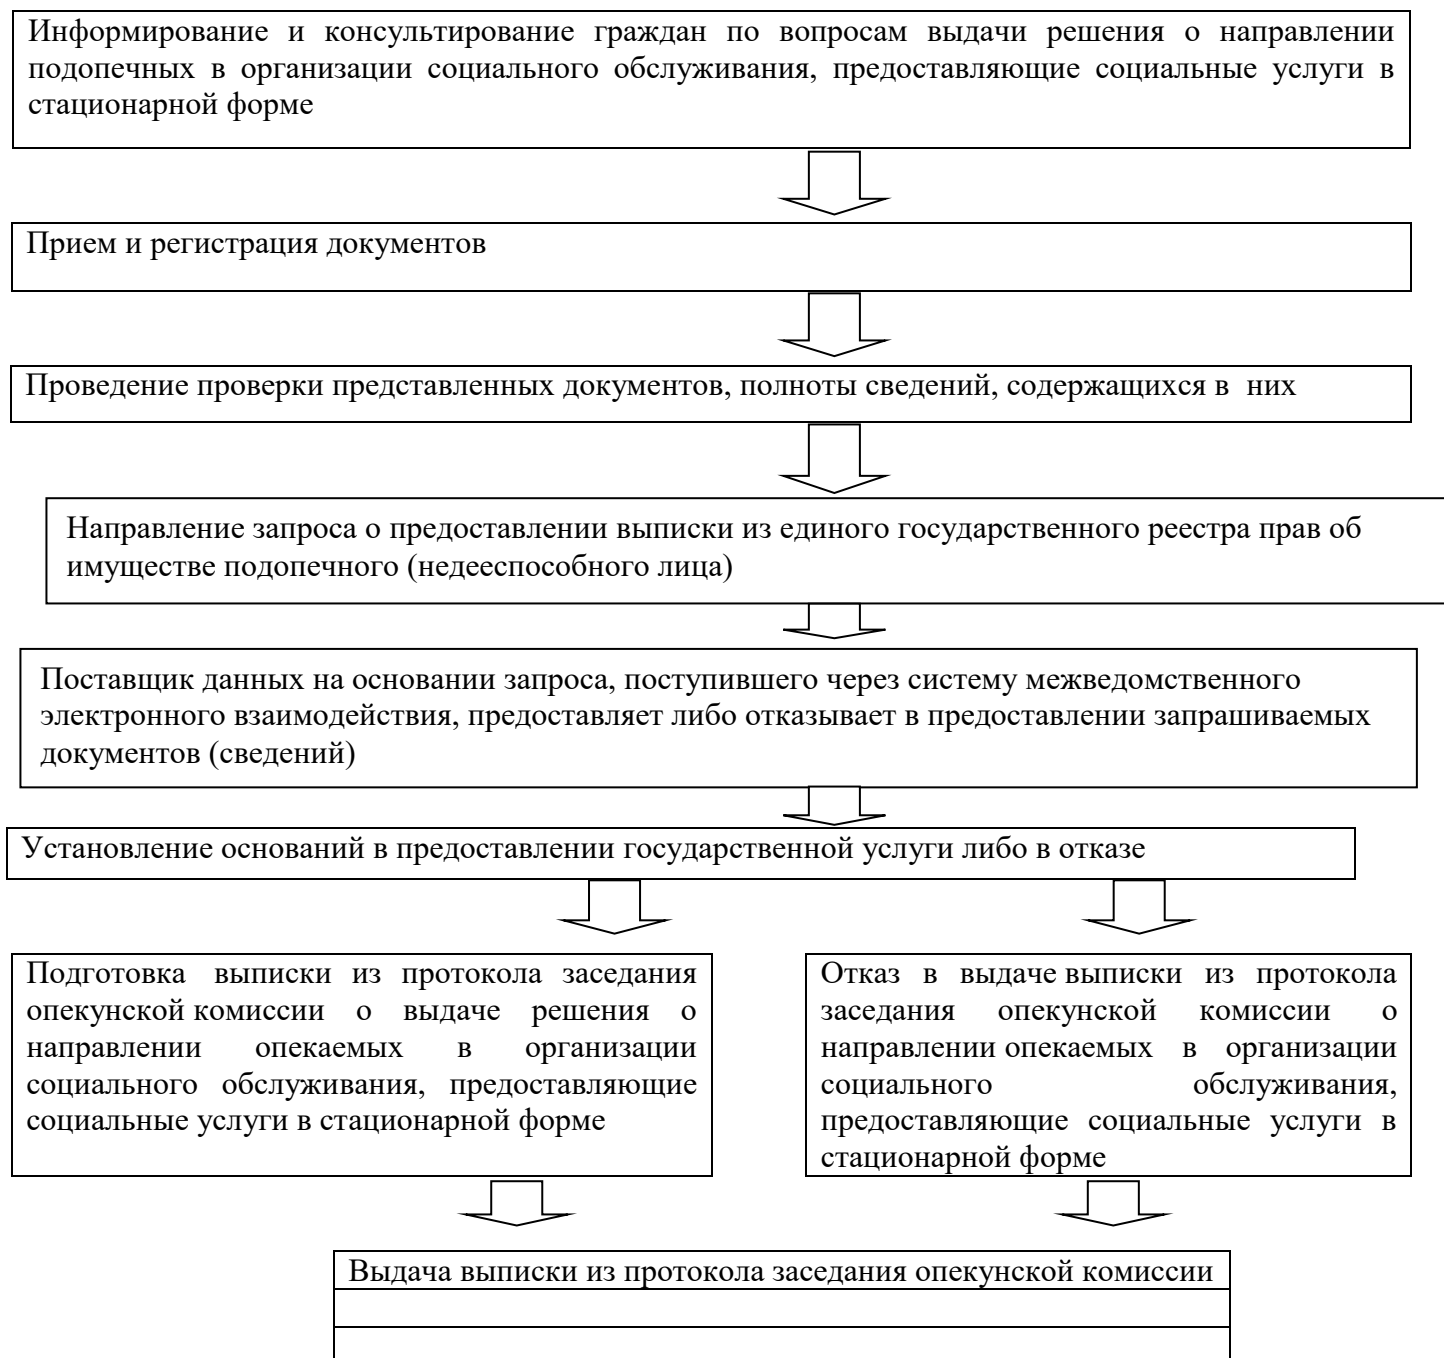 Информирование и консультирование граждан по вопросам выдачи решения о направлении
подопечных в организации социального обслуживания, предоставляющие социальные услуги в
стационарной форме
Прием и регистрация документов
Проведение проверки представленных документов, полноты сведений, содержащихся в них
Направление запроса о предоставлении выписки из единого государственного реестра прав об
имуществе подопечного (недееспособного лица)
Поставщик данных на основании запроса, поступившего через систему межведомственного
электронного взаимодействия, предоставляет либо отказывает в предоставлении запрашиваемых
документов (сведений)
Установление оснований в предоставлении государственной услуги либо в отказе
Подготовка выписки из протокола заседания
опекунской комиссии о выдаче решения о
направлении опекаемых в организации
социального обслуживания, предоставляющие
социальные услуги в стационарной форме
Отказ в выдаче выписки из протокола
заседания опекунской комиссии о
направлении опекаемых в организации
социального обслуживания,
предоставляющие социальные услуги в
стационарной форме
Выдача выписки из протокола заседания опекунской комиссии